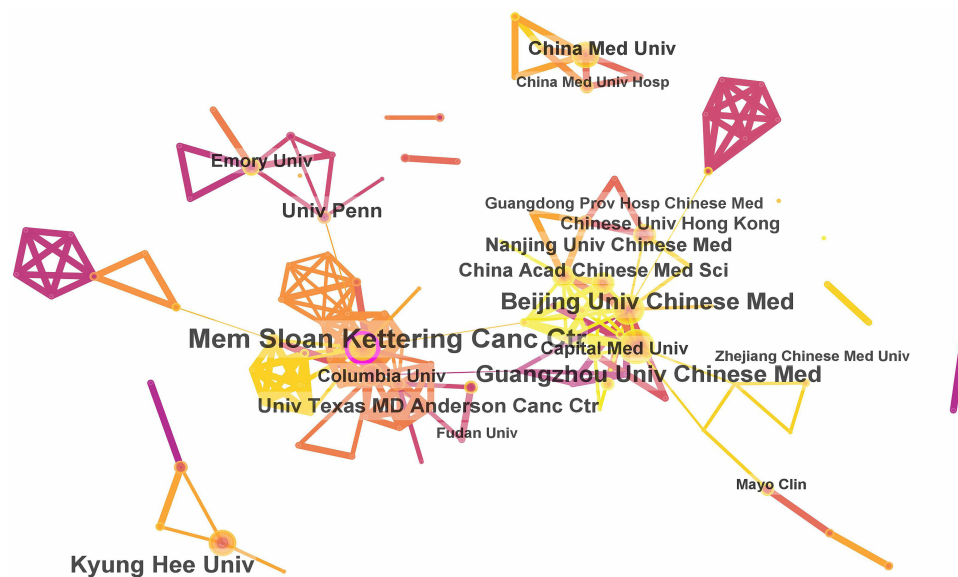 China Med Univ
China Med Univ Hosp
Emory Univ
Univ Penn
Guangdong Prov Hosp Chinese Med
Chinese Univ Hong Kong
Nanjing Univ Chinese Med
China Acad Chinese Med Sci
Beijing Univ Chinese Med
Mem Sloan Kettering Canc Ctr
Capital Med Univ
Zhejiang Chinese Med Univ
Columbia Univ
Guangzhou Univ Chinese Med
Univ Texas MD Anderson Canc Ctr
Fudan Univ
Mayo Clin
Kyung Hee Univ